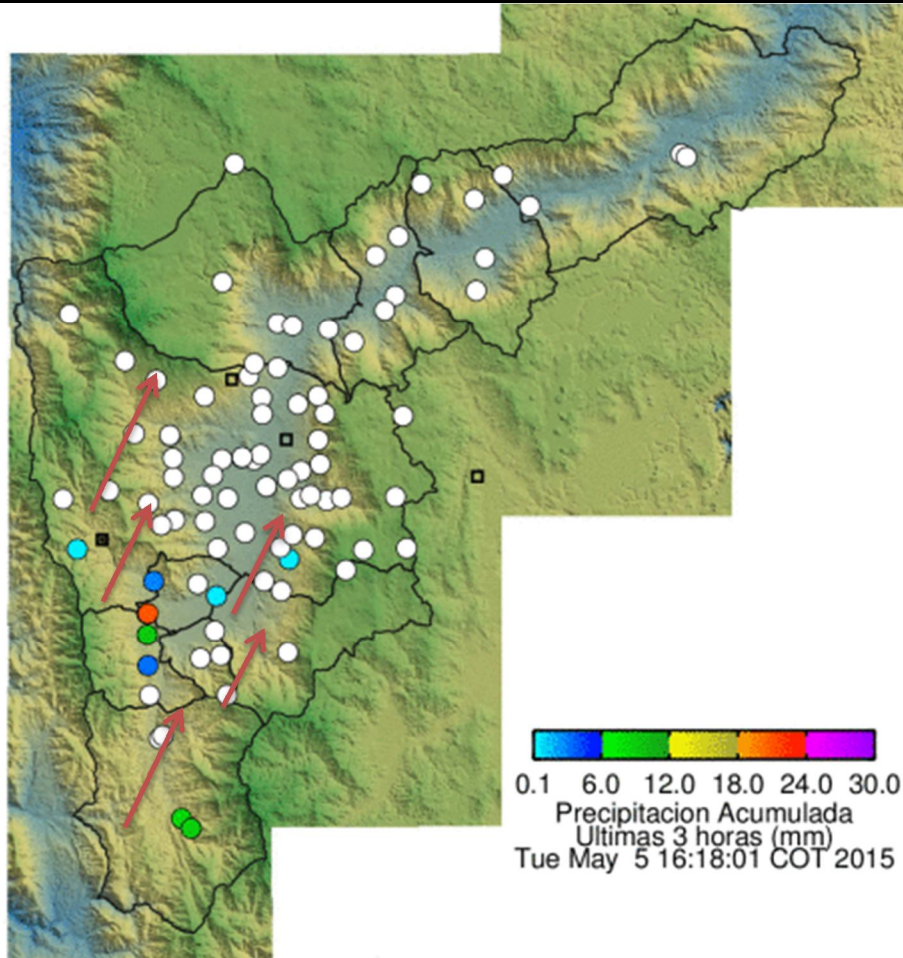 0.1 6.0 12.0 18.0 24.0 30.0
Precipitacion Acumulada
Ultimas 3 horas (mm)
Tue May 5 16:18:01 COT 2015